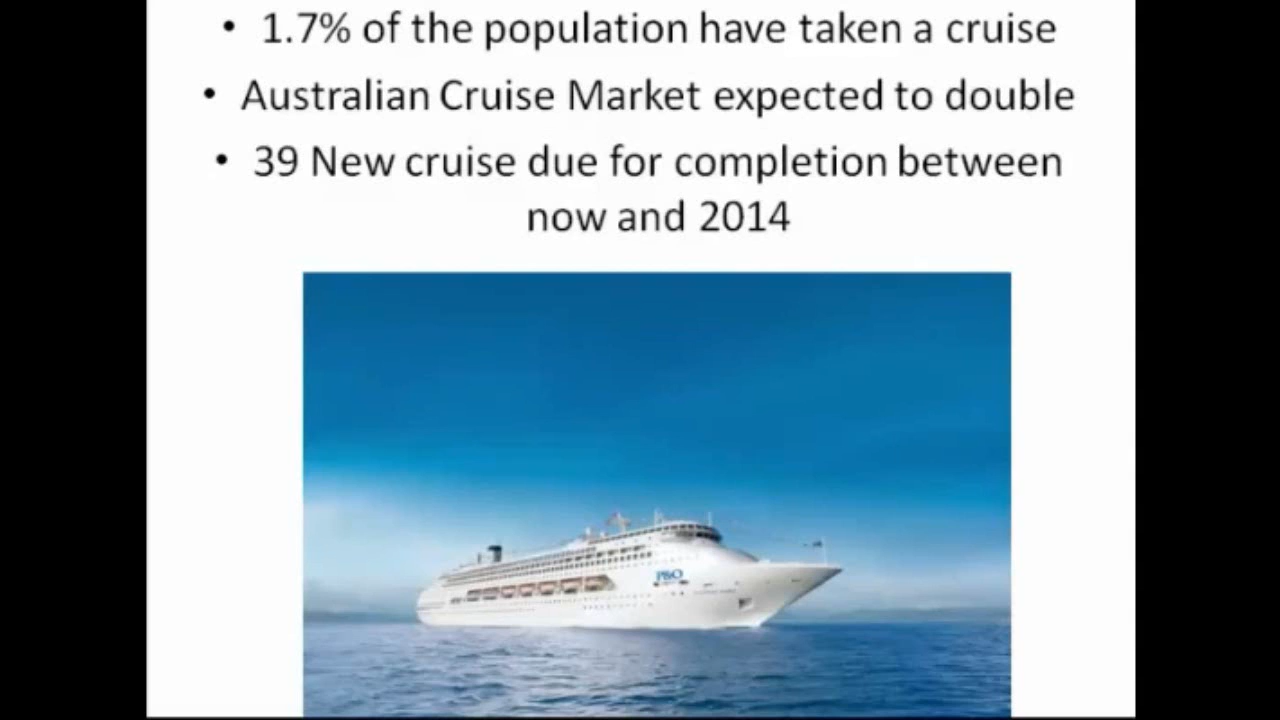 • 1.7% of the population have taken a cruise
• Australian Cruise Market expected to double
• 39 New cruise due for completion between
now and 2014
P&O